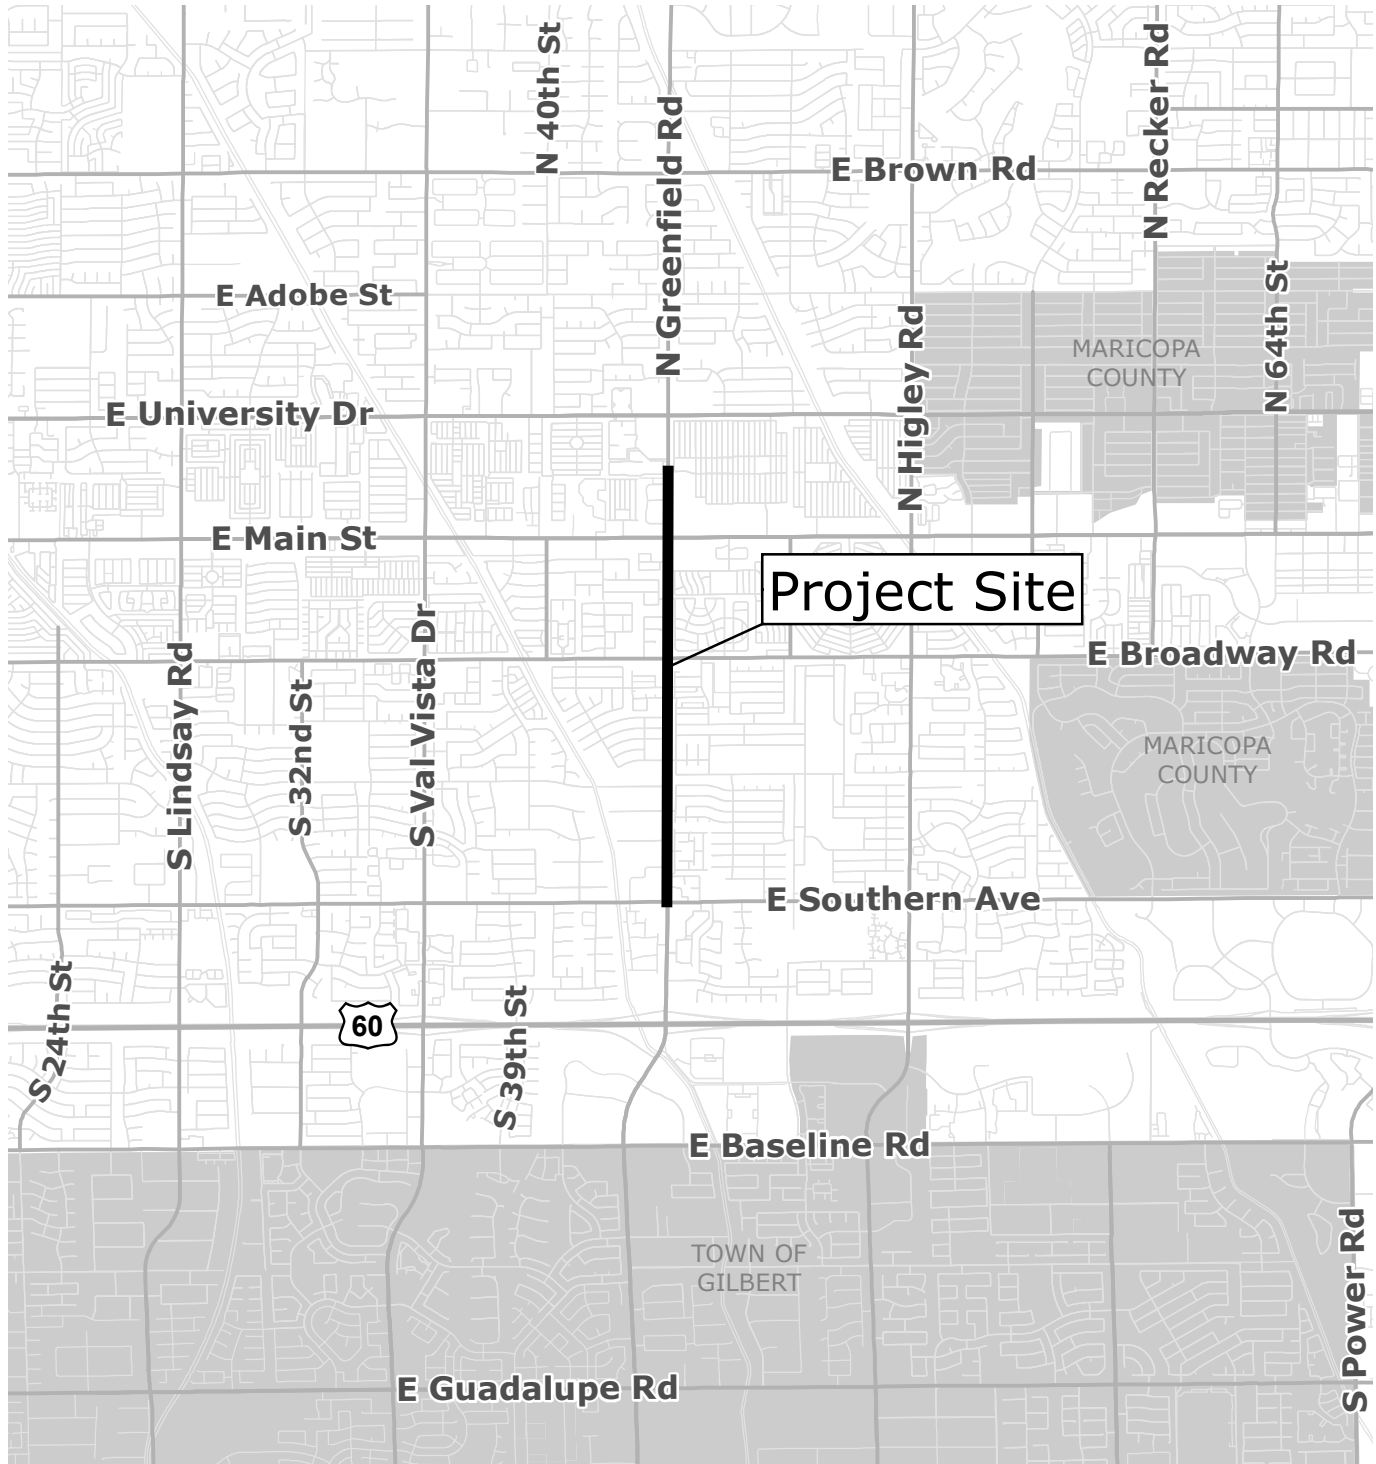 N 40th St
N Recker Rd
N Greenfield Rd
E Brown Rd
E Adobe St
N 64th St
N Higley Rd
MARICOPA
COUNTY
E University Dr
E Main St
Project Site
S Val Vista Dr
S Lindsay Rd
E Broadway Rd
S 32nd St
MARICOPA
COUNTY
E Southern Ave
S 24th St
60
S 39th St
E Baseline Rd
TOWN OF
GILBERT
S Power Rd
E Guadalupe Rd